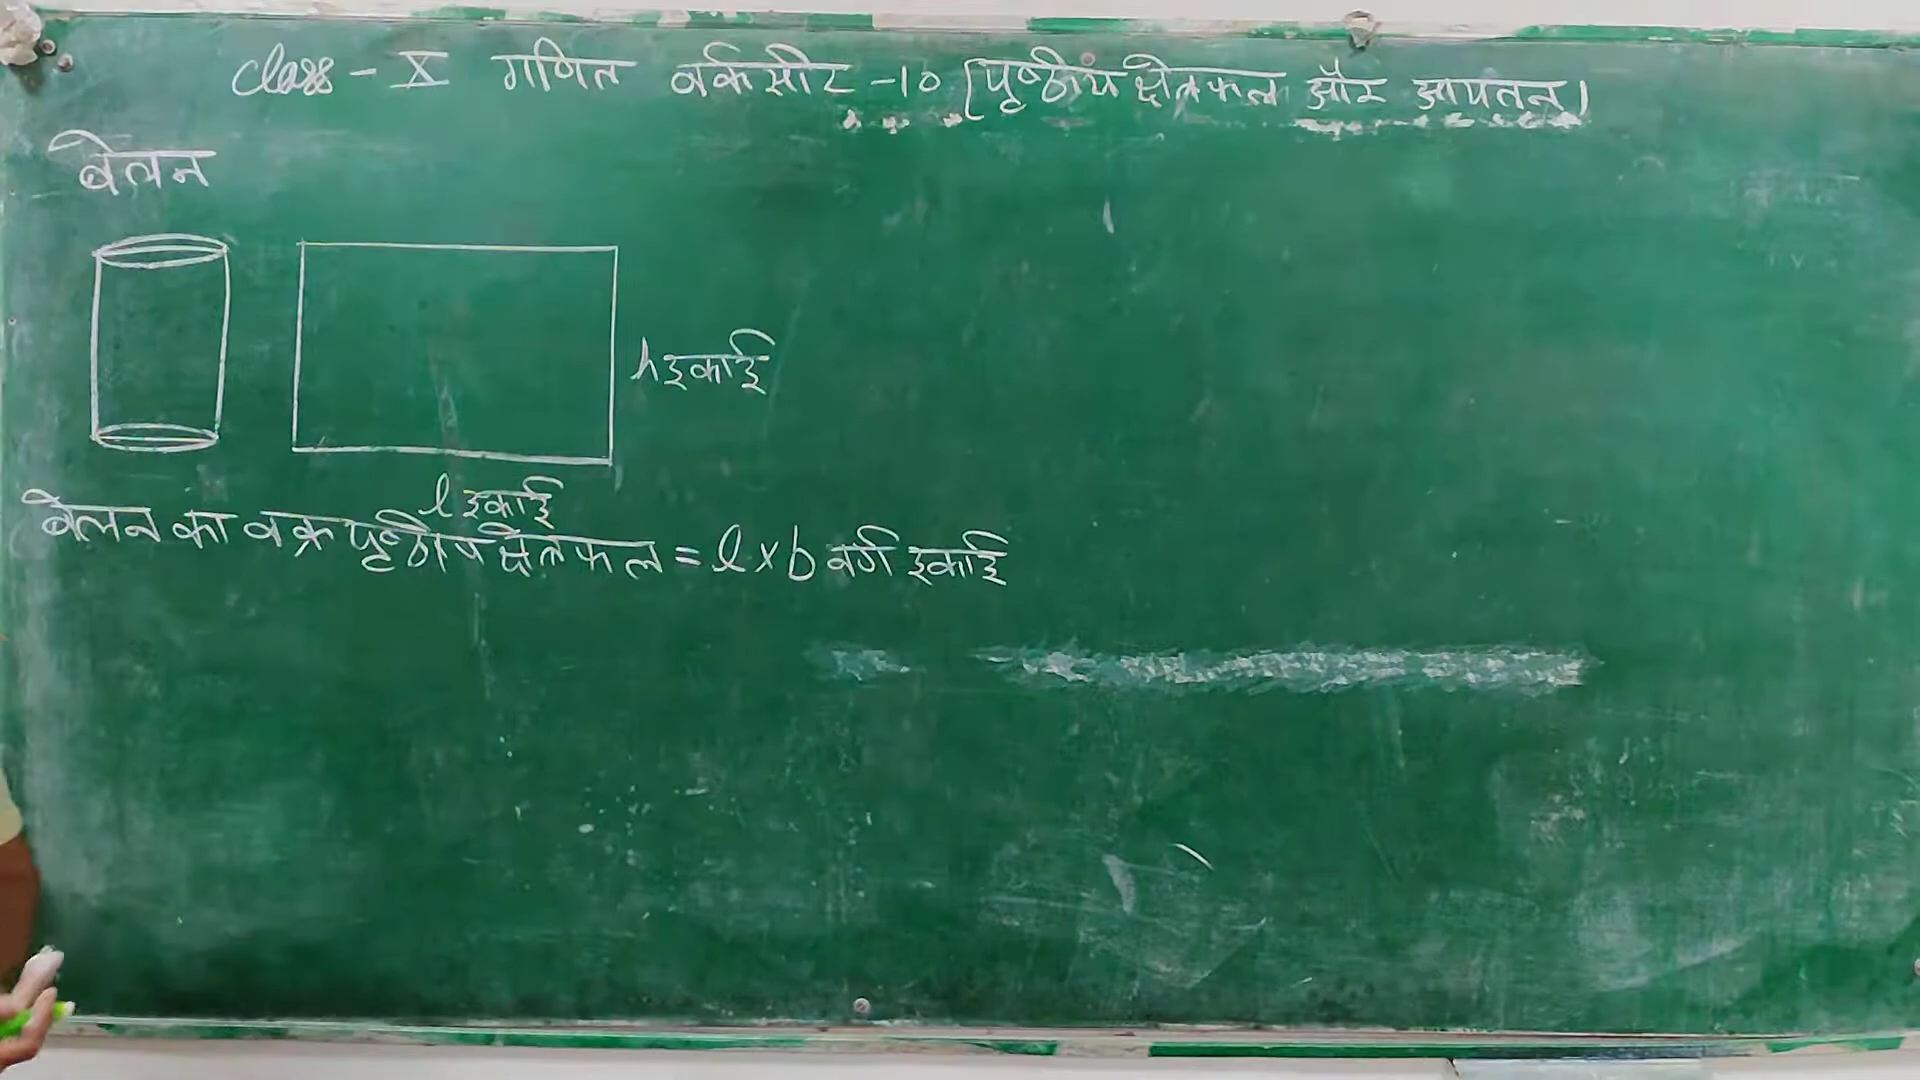 Class - X गणित वर्कसीट -10 [पृष्ठीय क्षेत्रफल और आयतन]
बेलन
h इकाई
l इकाई
बेलन का वक्र पृष्ठीय क्षेत्रफल = l x b वर्ग इकाई